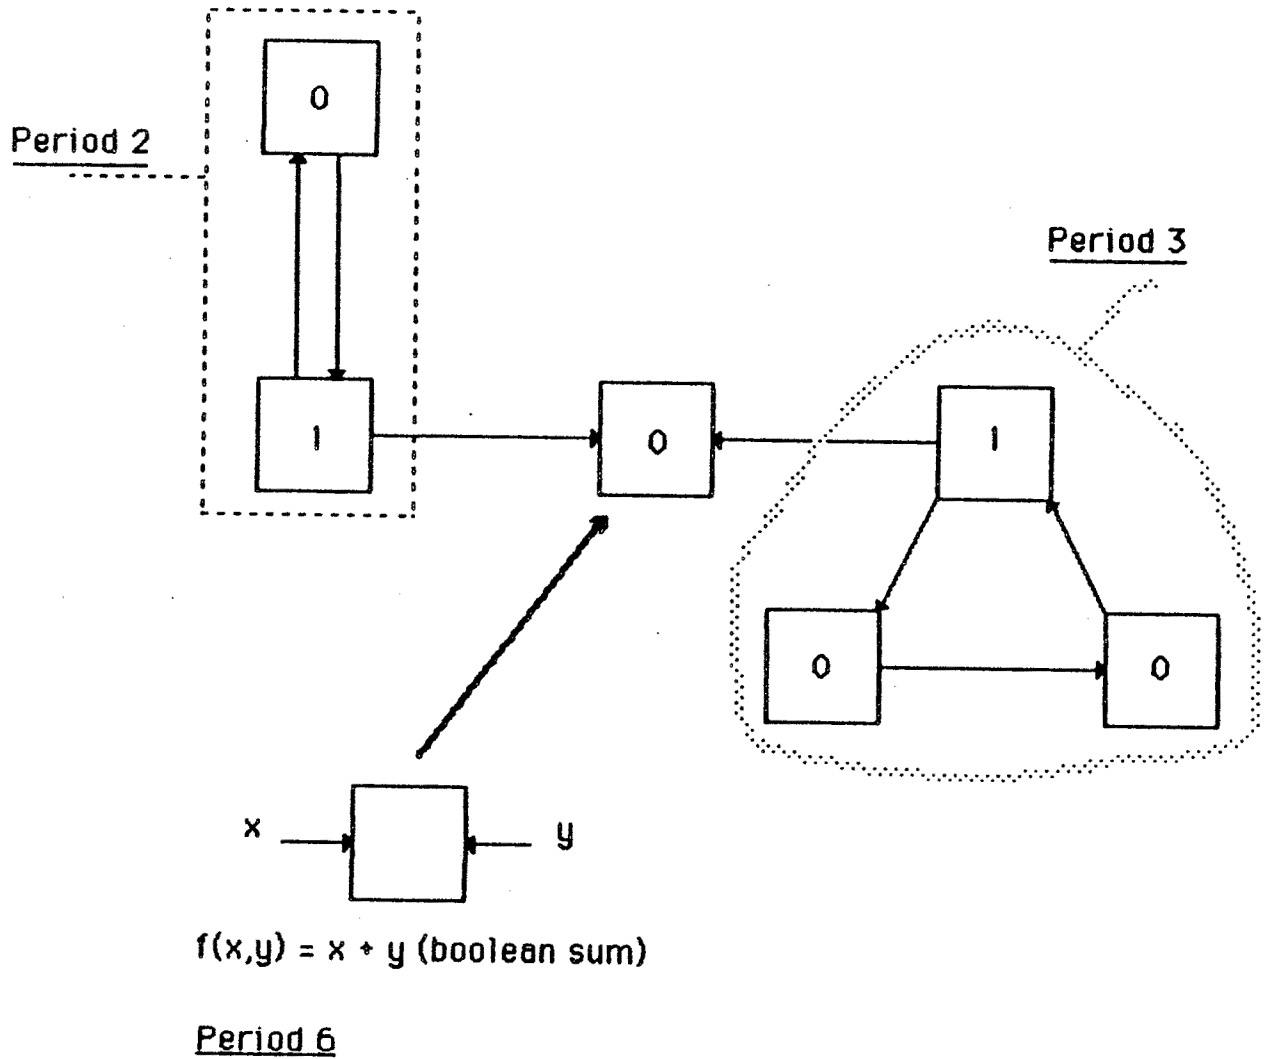 0
Period 2
Period 3
1
0
1
0
0
x
y
f(x,y) = x + y (boolean sum)
Period 6